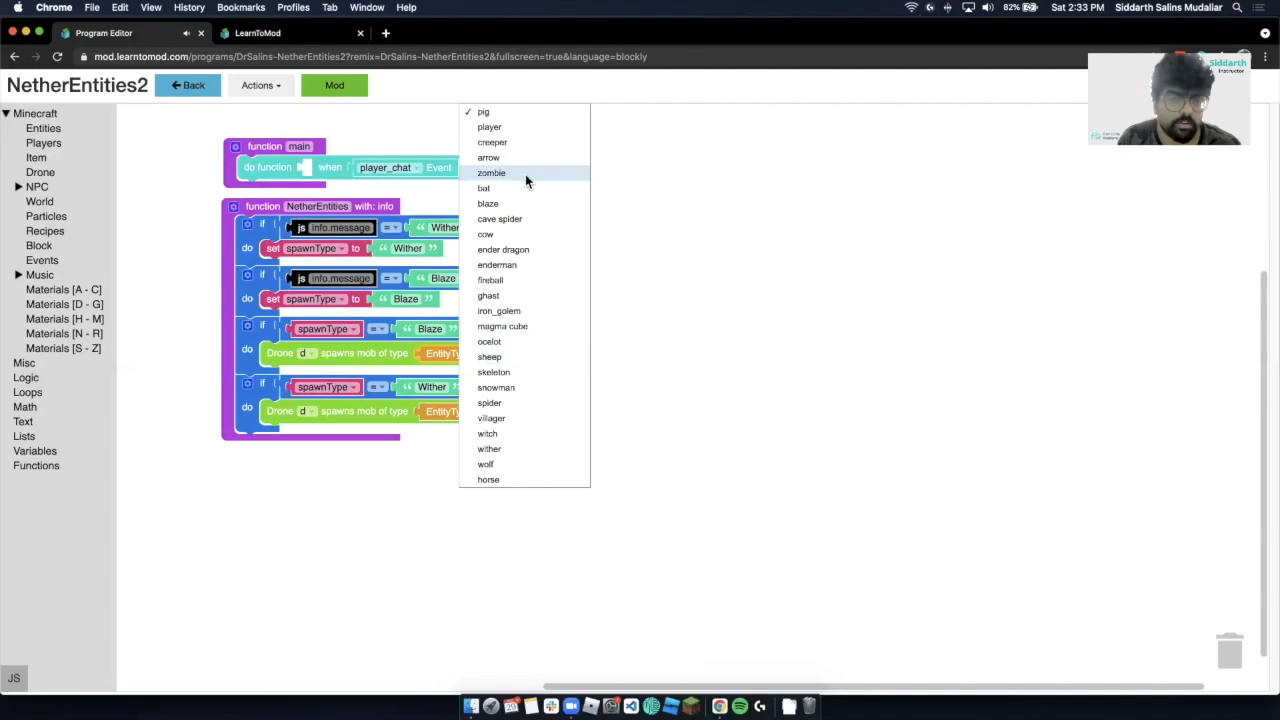 Chrome File Edit View History Bookmarks Profiles Tab Window Help 82% Sat 2:33 PM Siddarth Salins Mudaliar
Program Editor LearnToMod
mod.learntomod.com/programs/DrSalins-NetherEntities2?remix=DrSalins-NetherEntities2&fullscreen=true&language=blockly
Siddarth
Instructor
NetherEntities2 Back Actions Mod
Minecraft
Entities
Players
Item
Drone
NPC
World
Particles
Recipes
Block
Events
Music
Materials [A - C]
Materials [D - G]
Materials [H - M]
Materials [N - R]
Materials [S - Z]
Misc
Logic
Loops
Math
Text
Lists
Variables
Functions
JS
function main
do function when player_chat Event
function NetherEntities with: info
if js info.message = “ Wither
do set spawnType to “ Wither ”
if js info.message = “ Blaze
do set spawnType to “ Blaze ”
if spawnType = “ Blaze ”
do Drone d spawns mob of type EntityTy
if spawnType = “ Wither
do Drone d spawns mob of type EntityTy
✓ pig
player
creeper
arrow
zombie
bat
blaze
cave spider
cow
ender dragon
enderman
fireball
ghast
iron_golem
magma cube
ocelot
sheep
skeleton
snowman
spider
villager
witch
wither
wolf
horse